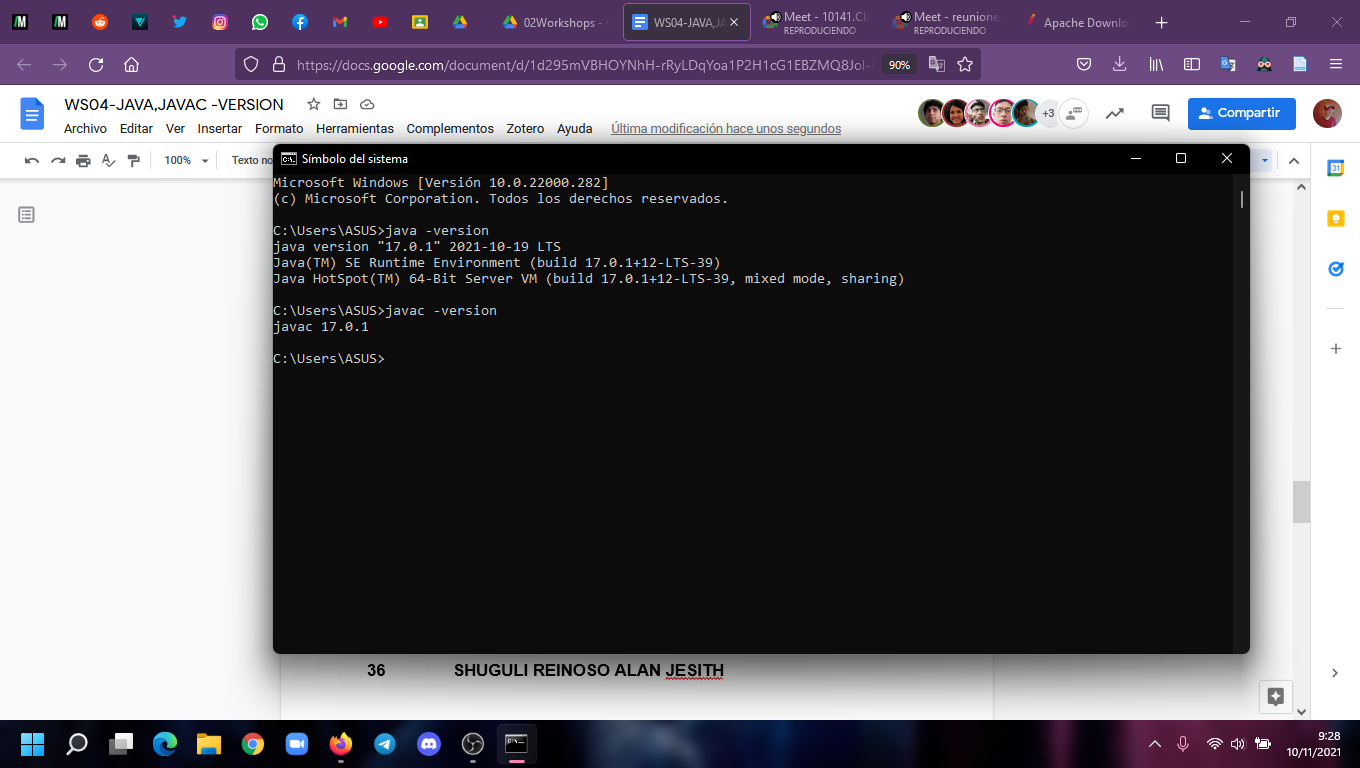 02Workshops - G
WS04-JAVA,JA
Meet - 10141.Cla
REPRODUCIENDO
Meet - reunione
REPRODUCIENDO
Apache Downlo
https://docs.google.com/document/d/1d295mVBHOYNhH-rRyLDqYoa1P2H1cG1EBZMQ8Jol-
90%
WS04-JAVA,JAVAC -VERSION
Archivo Editar Ver Insertar Formato Herramientas Complementos Zotero Ayuda Última modificación hace unos segundos
+3
Compartir
100% Texto no
Símbolo del sistema
Microsoft Windows [Versión 10.0.22000.282]
(c) Microsoft Corporation. Todos los derechos reservados.
C:\Users\ASUS>java -version
java version "17.0.1" 2021-10-19 LTS
Java(TM) SE Runtime Environment (build 17.0.1+12-LTS-39)
Java HotSpot(TM) 64-Bit Server VM (build 17.0.1+12-LTS-39, mixed mode, sharing)
C:\Users\ASUS>javac -version
javac 17.0.1
C:\Users\ASUS>
36 SHUGULI REINOSO ALAN JESITH
9:28
10/11/2021